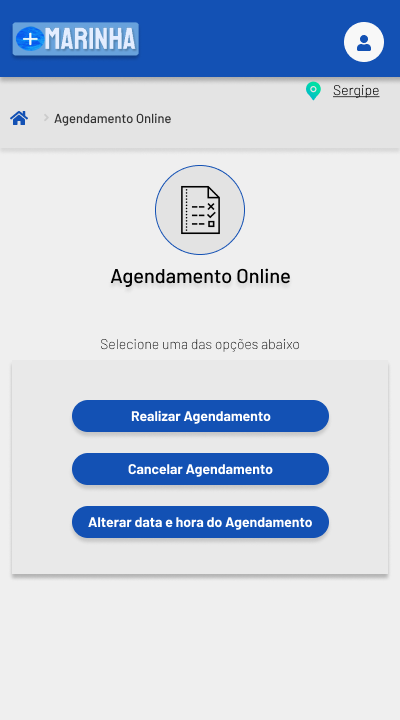 MARINHA
Sergipe
Agendamento Online
Agendamento Online
Selecione uma das opções abaixo
Realizar Agendamento
Cancelar Agendamento
Alterar data e hora do Agendamento